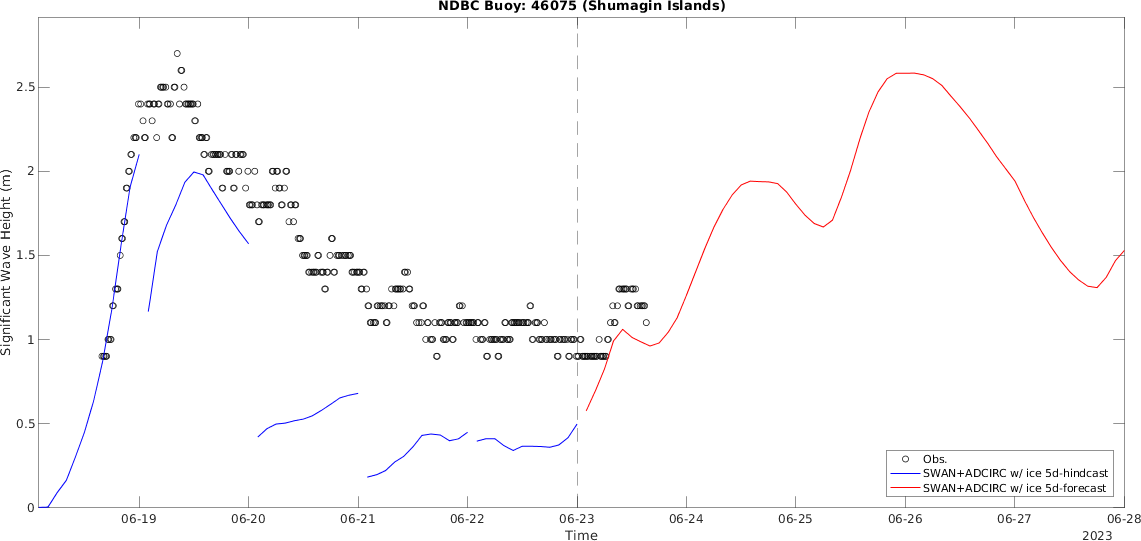 NDBC Buoy: 46075 (Shumagin Islands)
Significant Wave Height (m)
2.5
2
1.5
1
0.5
0
Obs.
SWAN+ADCIRC w/ ice 5d-hindcast
SWAN+ADCIRC w/ ice 5d-forecast
06-19 06-20 06-21 06-22 06-23 06-24 06-25 06-26 06-27 06-28
Time 2023